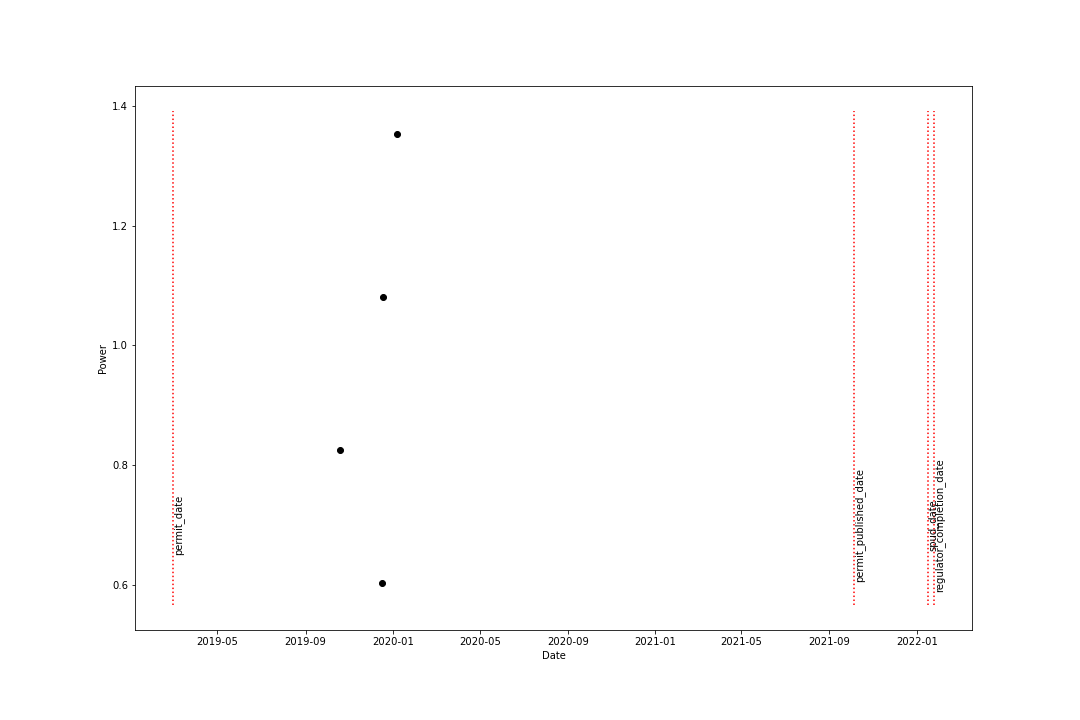 1.4
1.2
1.0
0.8
0.6
Power
permit_date
permit_published_date
spud_date
regulator_completion_date
2019-05
2019-09
2020-01
2020-05
2020-09
2021-01
2021-05
2021-09
2022-01
Date